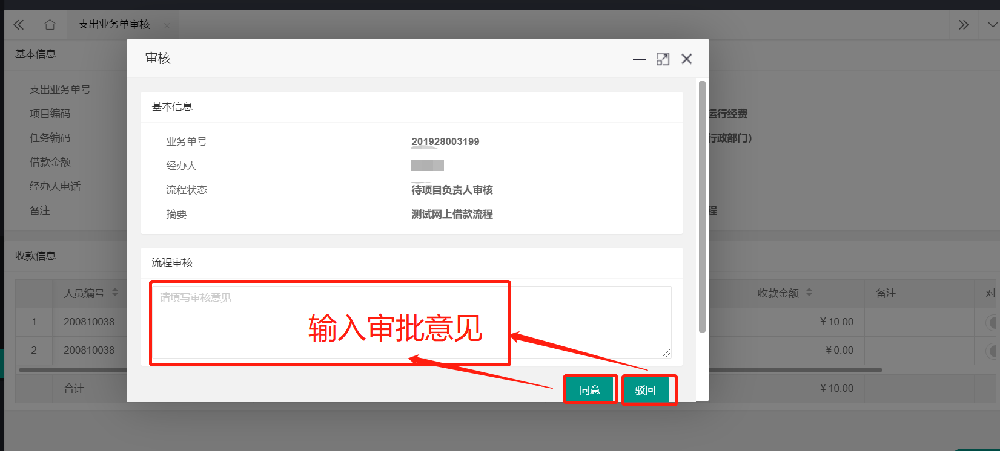 支出业务单审核
基本信息
支出业务单号
项目编码
任务编码
借款金额
经办人电话
备注
运行经费
行政部门)
程
收款信息
人员编号 收款金额 备注 对
1 200810038 ¥10.00
2 200810038 ¥0.00
合计 ¥10.00
审核
基本信息
业务单号 201928003199
经办人
流程状态 待项目负责人审核
摘要 测试网上借款流程
流程审核
请填写审核意见
输入审批意见
同意 驳回